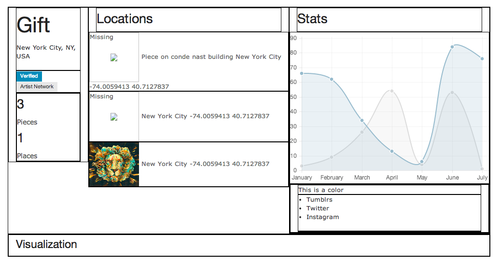 Gift
New York City, NY,
USA
Verified
Artist Network
3
Pieces
1
Places
Locations
Missing
Piece on conde nast building New York City
-74.0059413 40.7127837
Missing
New York City -74.0059413 40.7127837
New York City -74.0059413 40.7127837
Stats
90
80
70
60
50
40
30
20
10
0
January February March April May June July
This is a color
Tumblrs
Twitter
Instagram
Visualization